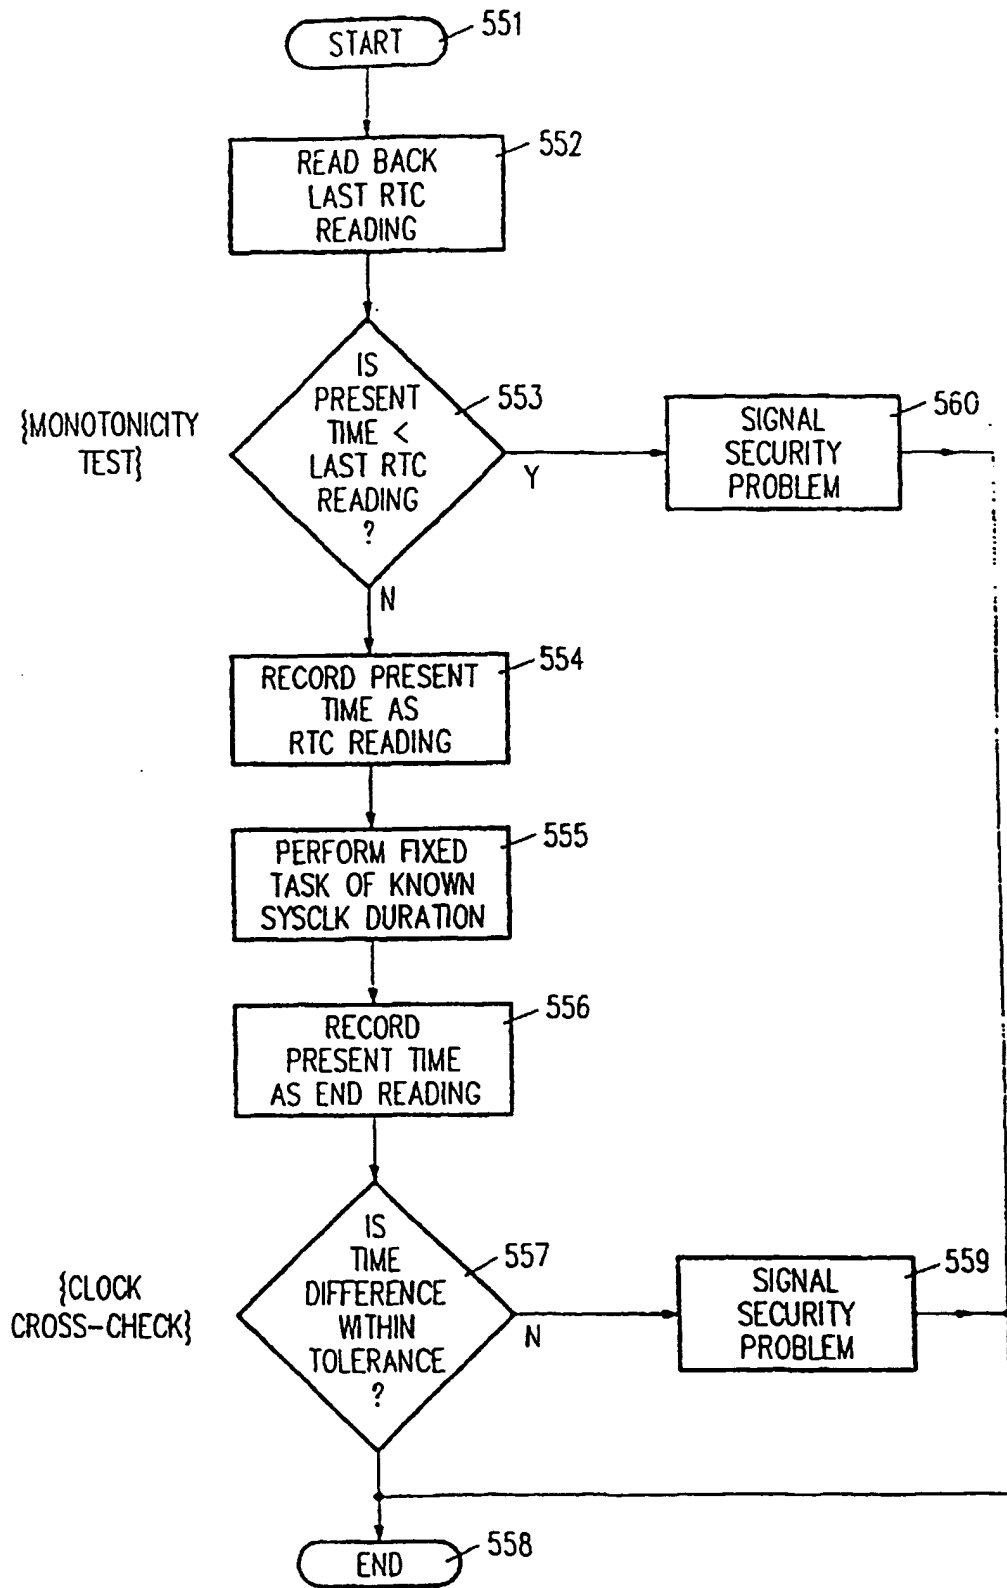 START
551
READ BACK
LAST RTC
READING
552
{MONOTONICITY
TEST}
IS
PRESENT
TIME <
LAST RTC
READING
?
553
Y
N
SIGNAL
SECURITY
PROBLEM
560
RECORD PRESENT
TIME AS
RTC READING
554
PERFORM FIXED
TASK OF KNOWN
SYSCLK DURATION
555
RECORD
PRESENT TIME
AS END READING
556
{CLOCK
CROSS-CHECK}
IS
TIME
DIFFERENCE
WITHIN
TOLERANCE
?
557
N
SIGNAL
SECURITY
PROBLEM
559
END
558